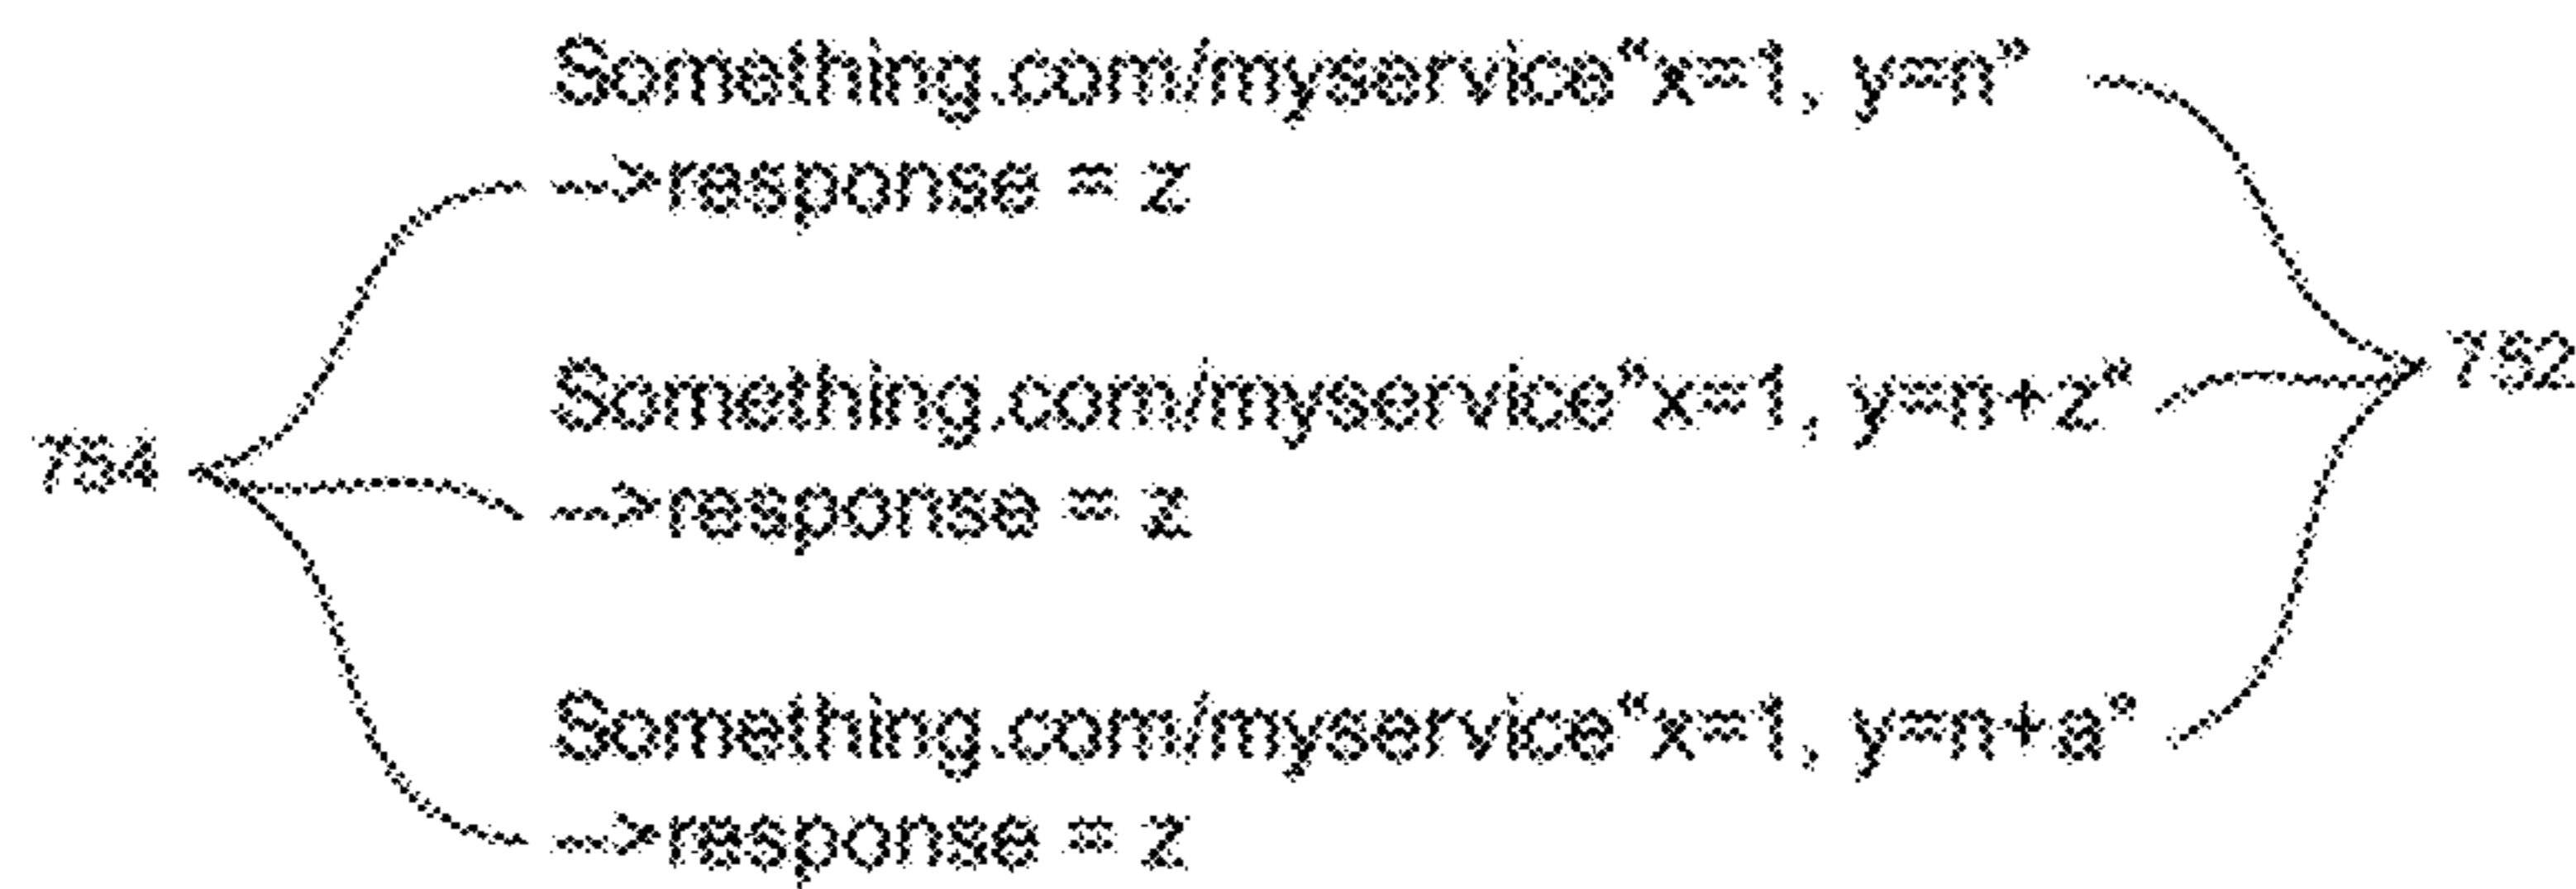 Something.com/myservice“x=1, y=n”
-->response = z
752
Something.com/myservice“x=1, y=n+z“
754
-->response = z
Something.com/myservice“x=1, y=n+a“
-->response = z